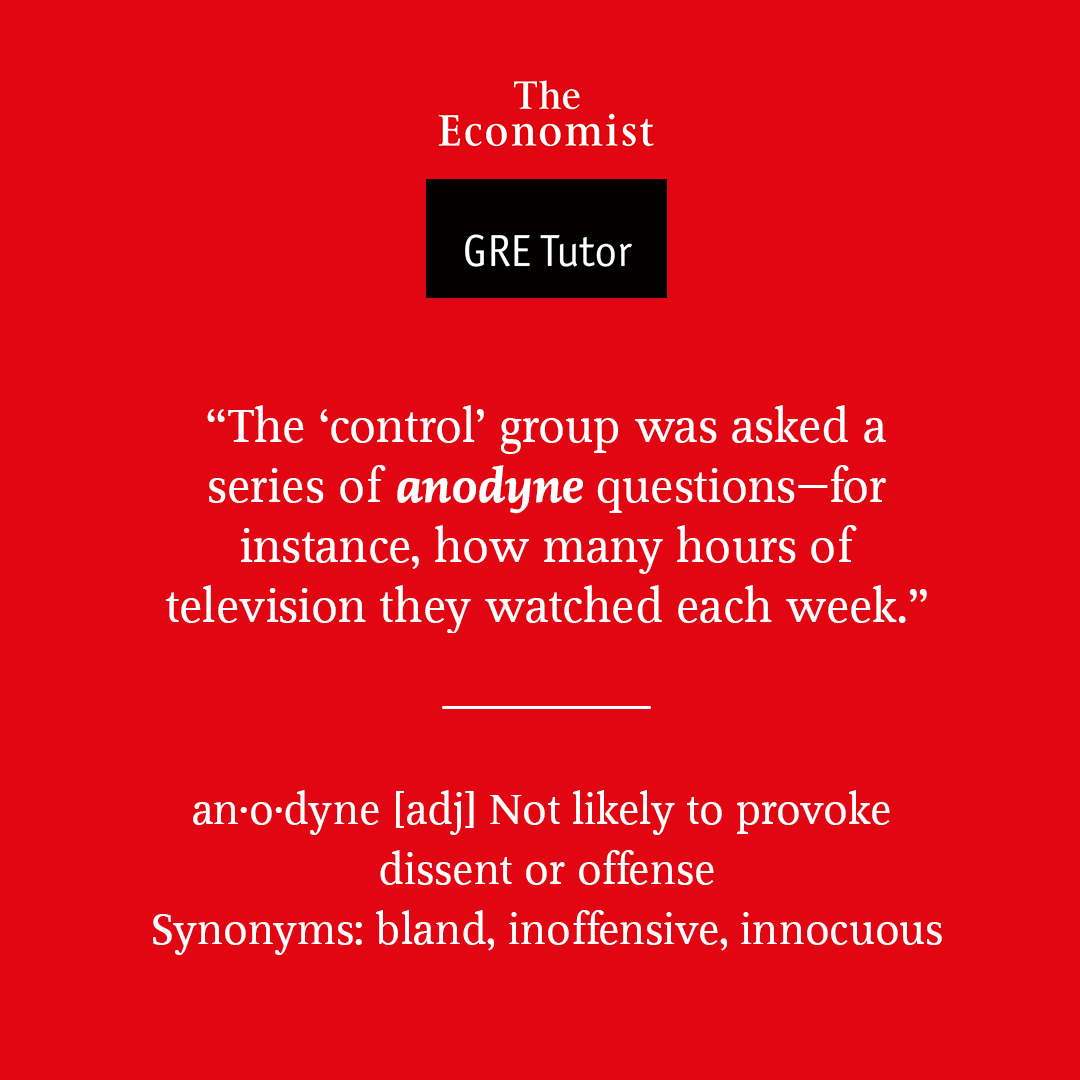 The
Economist
GRE Tutor
“The ‘control’ group was asked a
series of anodyne questions—for
instance, how many hours of
television they watched each week.”
an·o·dyne [adj] Not likely to provoke
dissent or offense
Synonyms: bland, inoffensive, innocuous